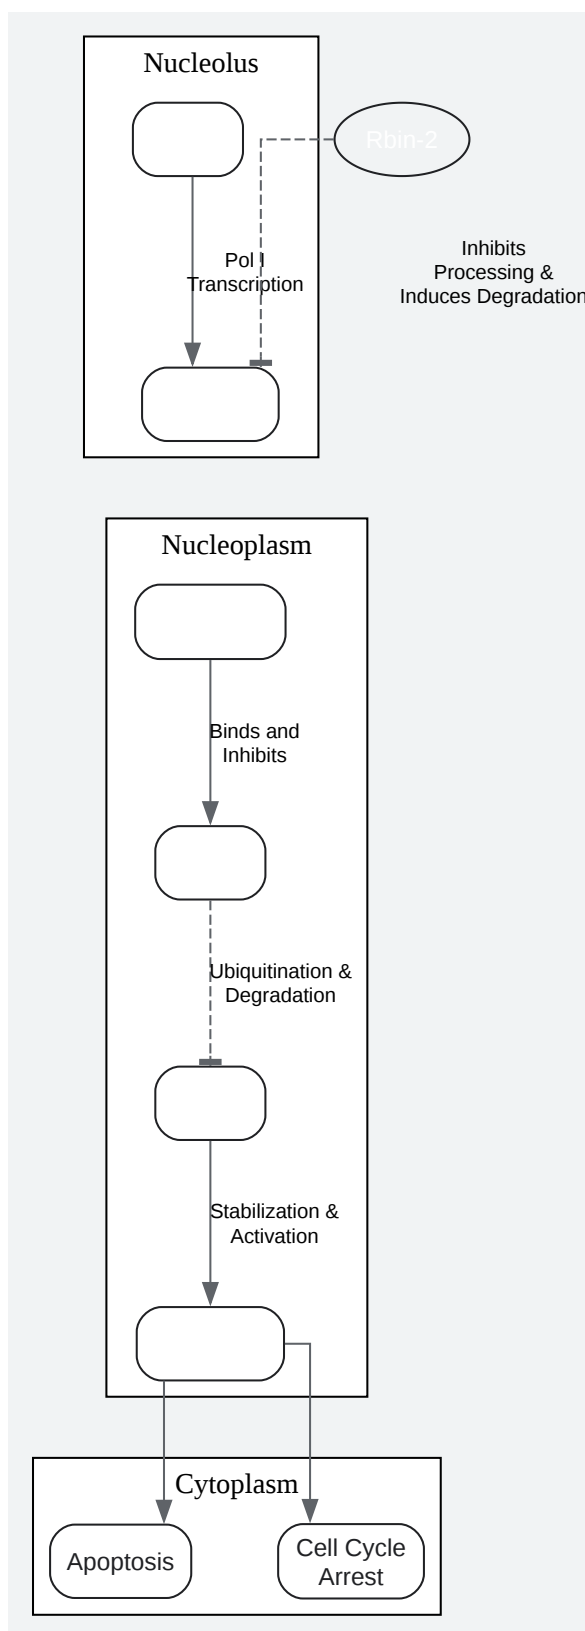 Nucleolus
Rbin-2
Pol I
Transcription
Inhibits
Processing &
Induces Degradation
Nucleoplasm
Binds and
Inhibits
Ubiquitination &
Degradation
Stabilization &
Activation
Cytoplasm
Apoptosis
Cell Cycle
Arrest